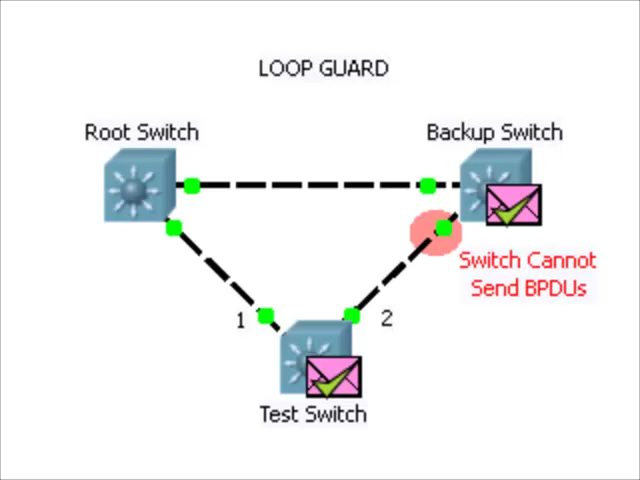 LOOP GUARD
Root Switch
Backup Switch
Switch Cannot
Send BPDUs
1
2
Test Switch